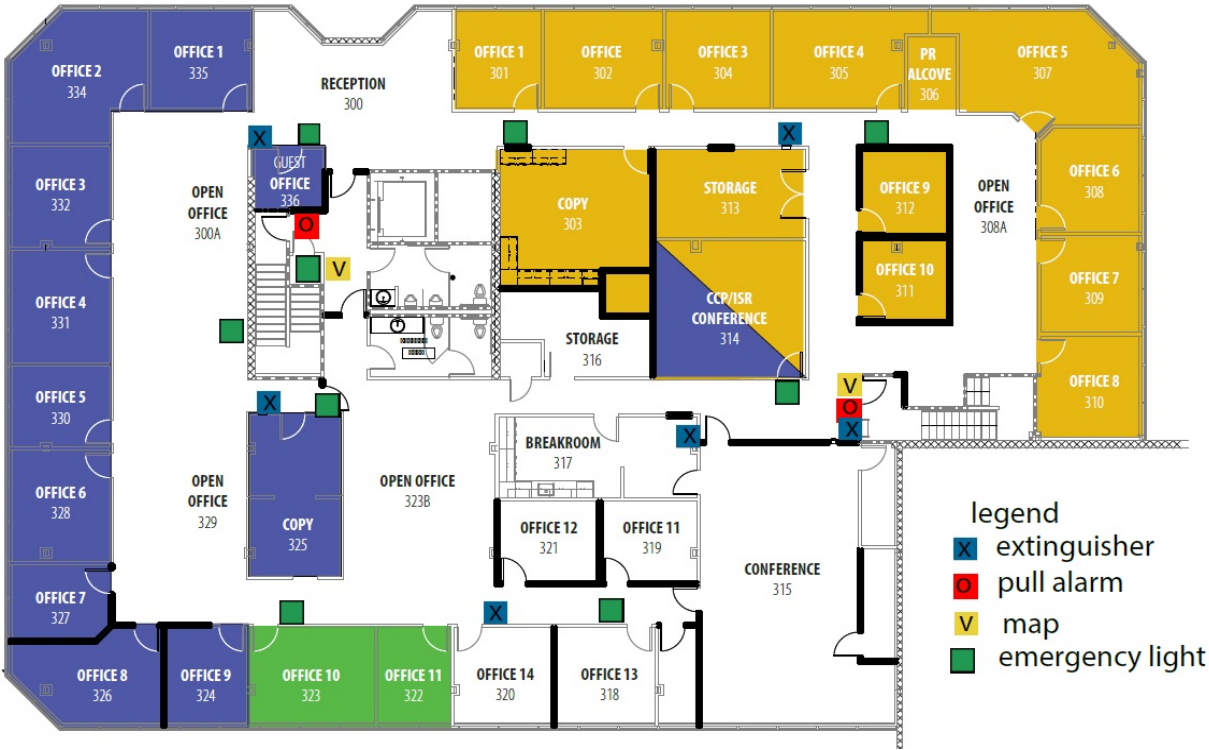 OFFICE 1
335
OFFICE 2
334
RECEPTION
300
OFFICE 1
301
OFFICE
302
OFFICE 3
304
OFFICE 4
305
PR
ALCOVE
306
OFFICE 5
307
X
X
GUEST
OFFICE
336
OFFICE 3
332
OPEN
OFFICE
300A
O
V
COPY
303
STORAGE
313
OFFICE 9
312
OPEN
OFFICE
308A
OFFICE 6
308
OFFICE 10
311
OFFICE 7
309
OFFICE 4
331
CCP/ISR
CONFERENCE
314
STORAGE
316
OFFICE 8
310
V
O
X
OFFICE 5
330
X
X
BREAKROOM
317
OPEN
OFFICE
329
OPEN OFFICE
323B
OFFICE 6
328
COPY
325
OFFICE 12
321
OFFICE 11
319
CONFERENCE
315
OFFICE 7
327
X
OFFICE 8
326
OFFICE 9
324
OFFICE 10
323
OFFICE 11
322
OFFICE 14
320
OFFICE 13
318
legend
X extinguisher
O pull alarm
V map
emergency light